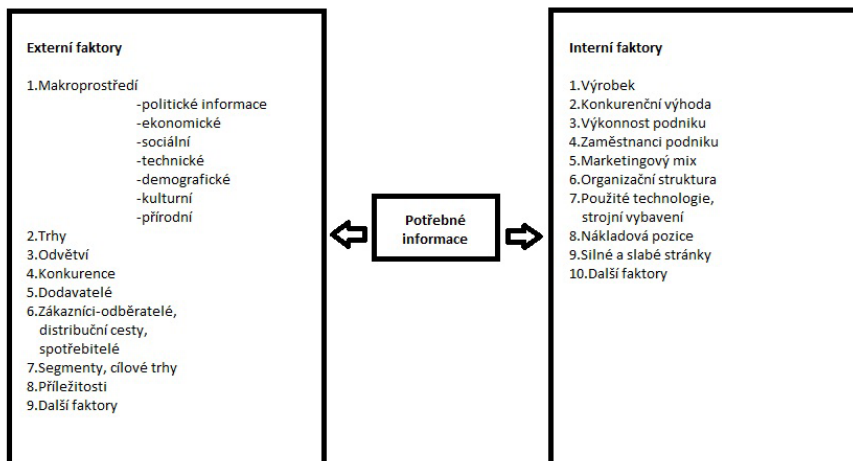 Externí faktory
1.Makroprostředí
-politické informace
-ekonomické
-sociální
-technické
-demografické
-kulturní
-přírodní
2.Trhy
3.Odvětví
4.Konkurence
5.Dodavatelé
6.Zákazníci-odběratelé,
distribuční cesty,
spotřebitelé
7.Segmenty, cílové trhy
8.Příležitosti
9.Další faktory
Potřebné
informace
Interní faktory
1.Výrobek
2.Konkurenční výhoda
3.Výkonnost podniku
4.Zaměstnanci podniku
5.Marketingový mix
6.Organizační struktura
7.Použité technologie,
strojní vybavení
8.Nákladová pozice
9.Silné a slabé stránky
10.Další faktory